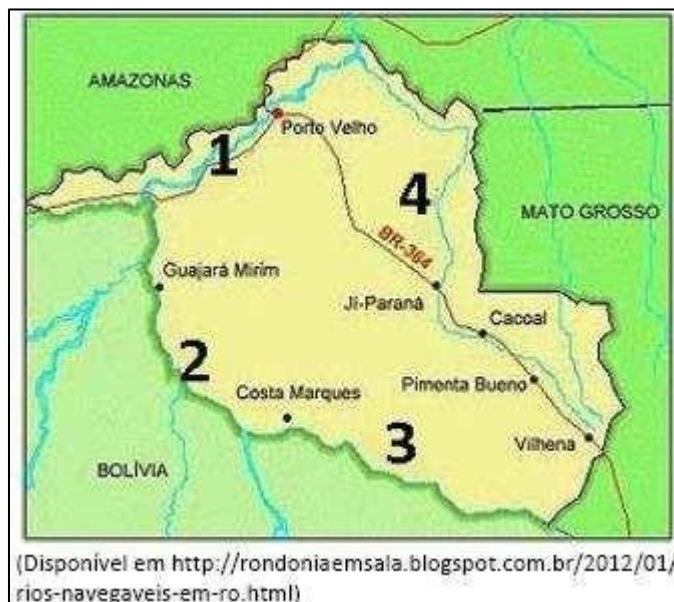 AMAZONAS
1
Porto Velho
4
MATO GROSSO
BR-364
Guajará Mirim
Jí-Paraná
Cacoal
2
Costa Marques
Pimenta Bueno
3
Vilhena
BOLÍVIA
(Disponível em http://rondoniaemsala.blogspot.com.br/2012/01/
rios-navegaveis-em-ro.html)